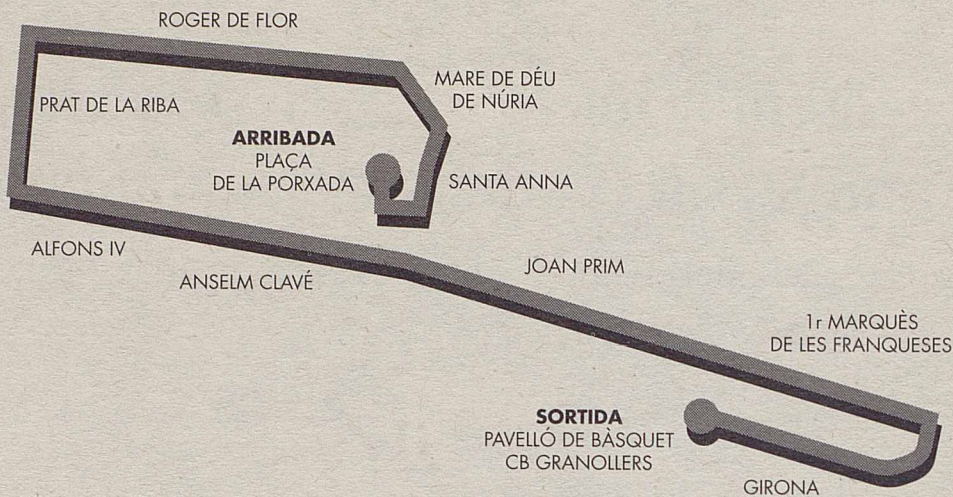 ROGER DE FLOR
MARE DE DÉU
DE NÚRIA
PRAT DE LA RIBA
ARRIBADA
PLAÇA
DE LA PORXADA
SANTA ANNA
ALFONS IV
ANSELM CLAVÉ
JOAN PRIM
1r MARQUÈS
DE LES FRANQUESES
SORTIDA
PAVELLÓ DE BÀSQUET
CB GRANOLLERS
GIRONA